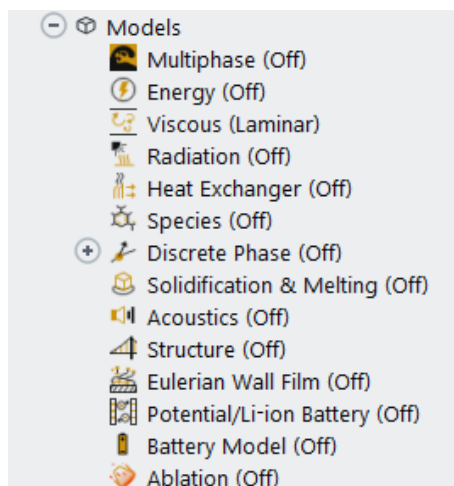 Models
Multiphase (Off)
Energy (Off)
Viscous (Laminar)
Radiation (Off)
Heat Exchanger (Off)
Species (Off)
Discrete Phase (Off)
Solidification & Melting (Off)
Acoustics (Off)
Structure (Off)
Eulerian Wall Film (Off)
Potential/Li-ion Battery (Off)
Battery Model (Off)
Ablation (Off)